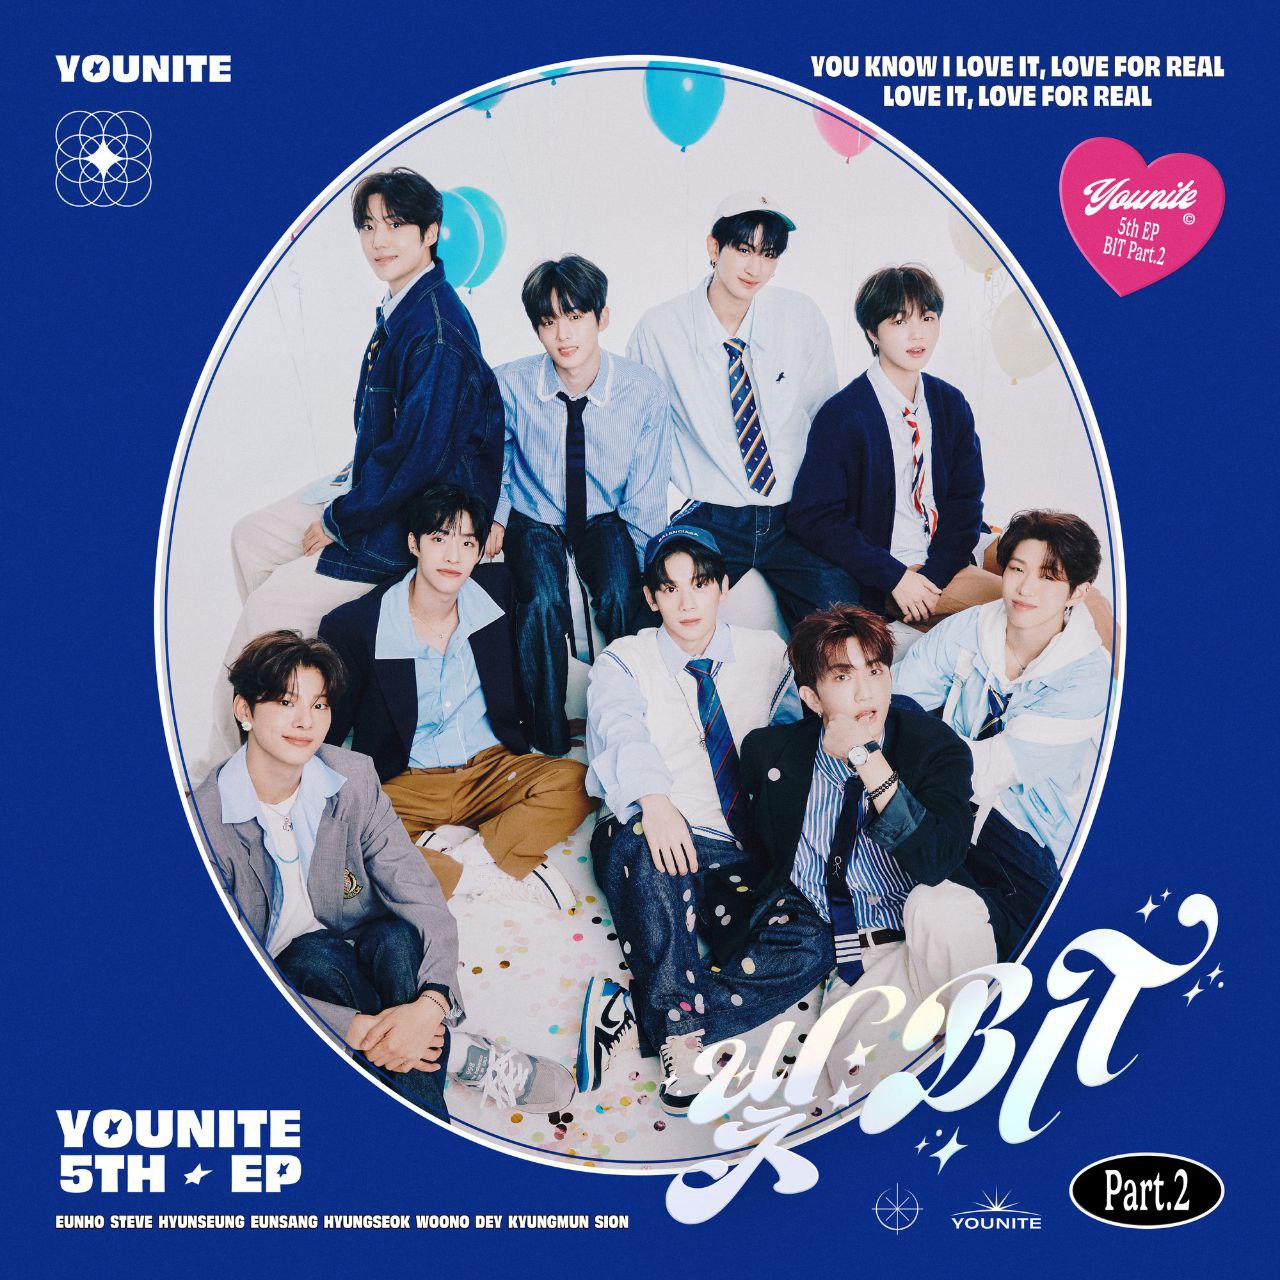 YOUNITE
YOU KNOW I LOVE IT, LOVE FOR REAL
LOVE IT, LOVE FOR REAL
Younite
©
5th EP
BIT Part.2
BALENCIAGA
빛 : BIT
YOUNITE
5TH EP
Part.2
YOUNITE
EUNHO STEVE HYUNSEUNG EUNSANG HYUNGSEOK WOONO DEY KYUNGMUN SION